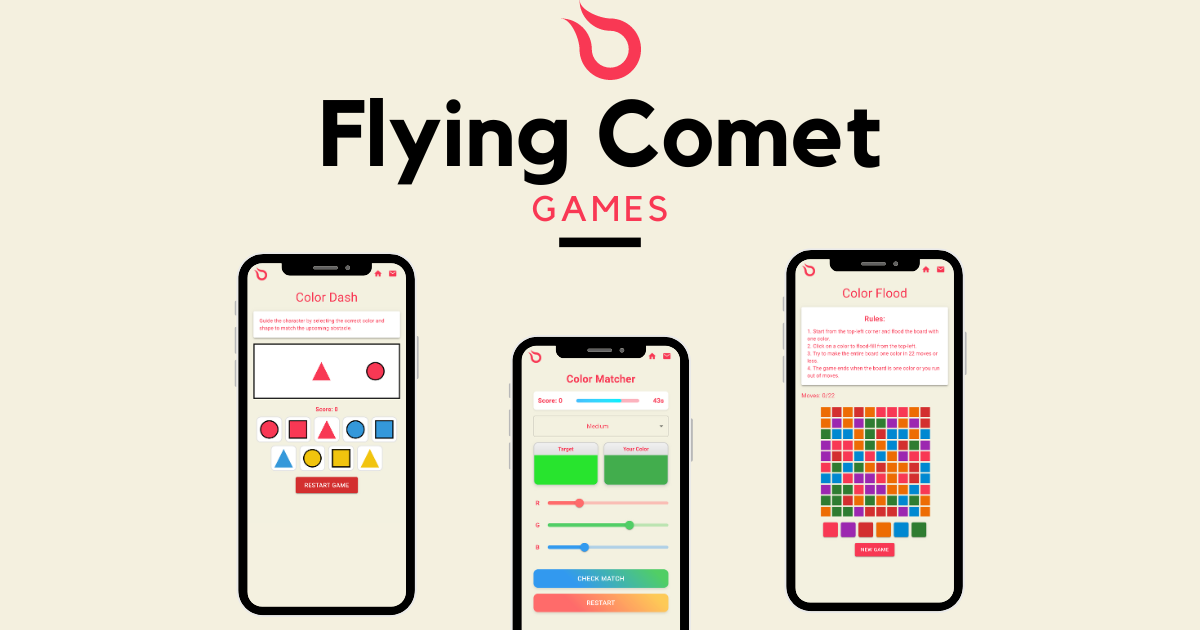 Flying Comet
GAMES
Color Dash
Guide the character by selecting the correct color and
shape to match the upcoming obstacle.
Score: 8
RESTART GAME
Color Matcher
Score: 0
43s
Medium
Target
Your Color
R
G
B
CHECK MATCH
RESTART
Color Flood
Rules:
1. Start from the top-left corner and flood the board with
one color.
2. Click on a color to flood-fill from the top-left.
3. Try to make the entire board one color in 22 moves or
less.
4. The game ends when the board is one color or you run
out of moves.
Moves: 0/22
NEW GAME